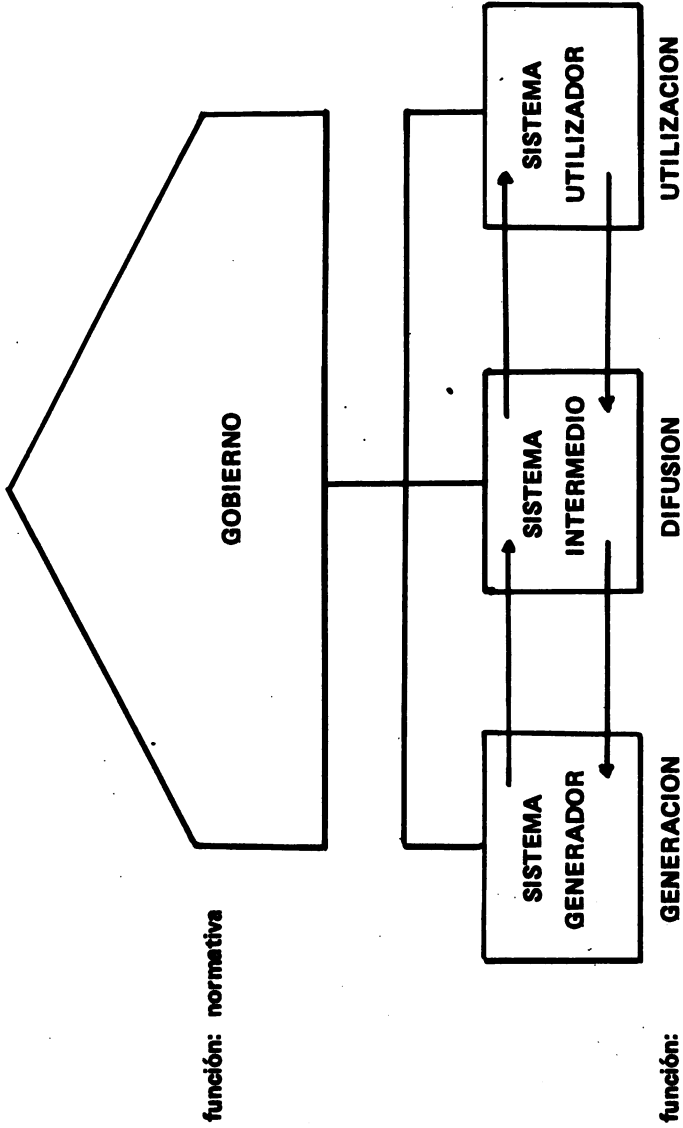 GOBIERNO
función: normativa
SISTEMA
GENERADOR
SISTEMA
INTERMEDIO
SISTEMA
UTILIZADOR
función:
GENERACION
DIFUSION
UTILIZACION